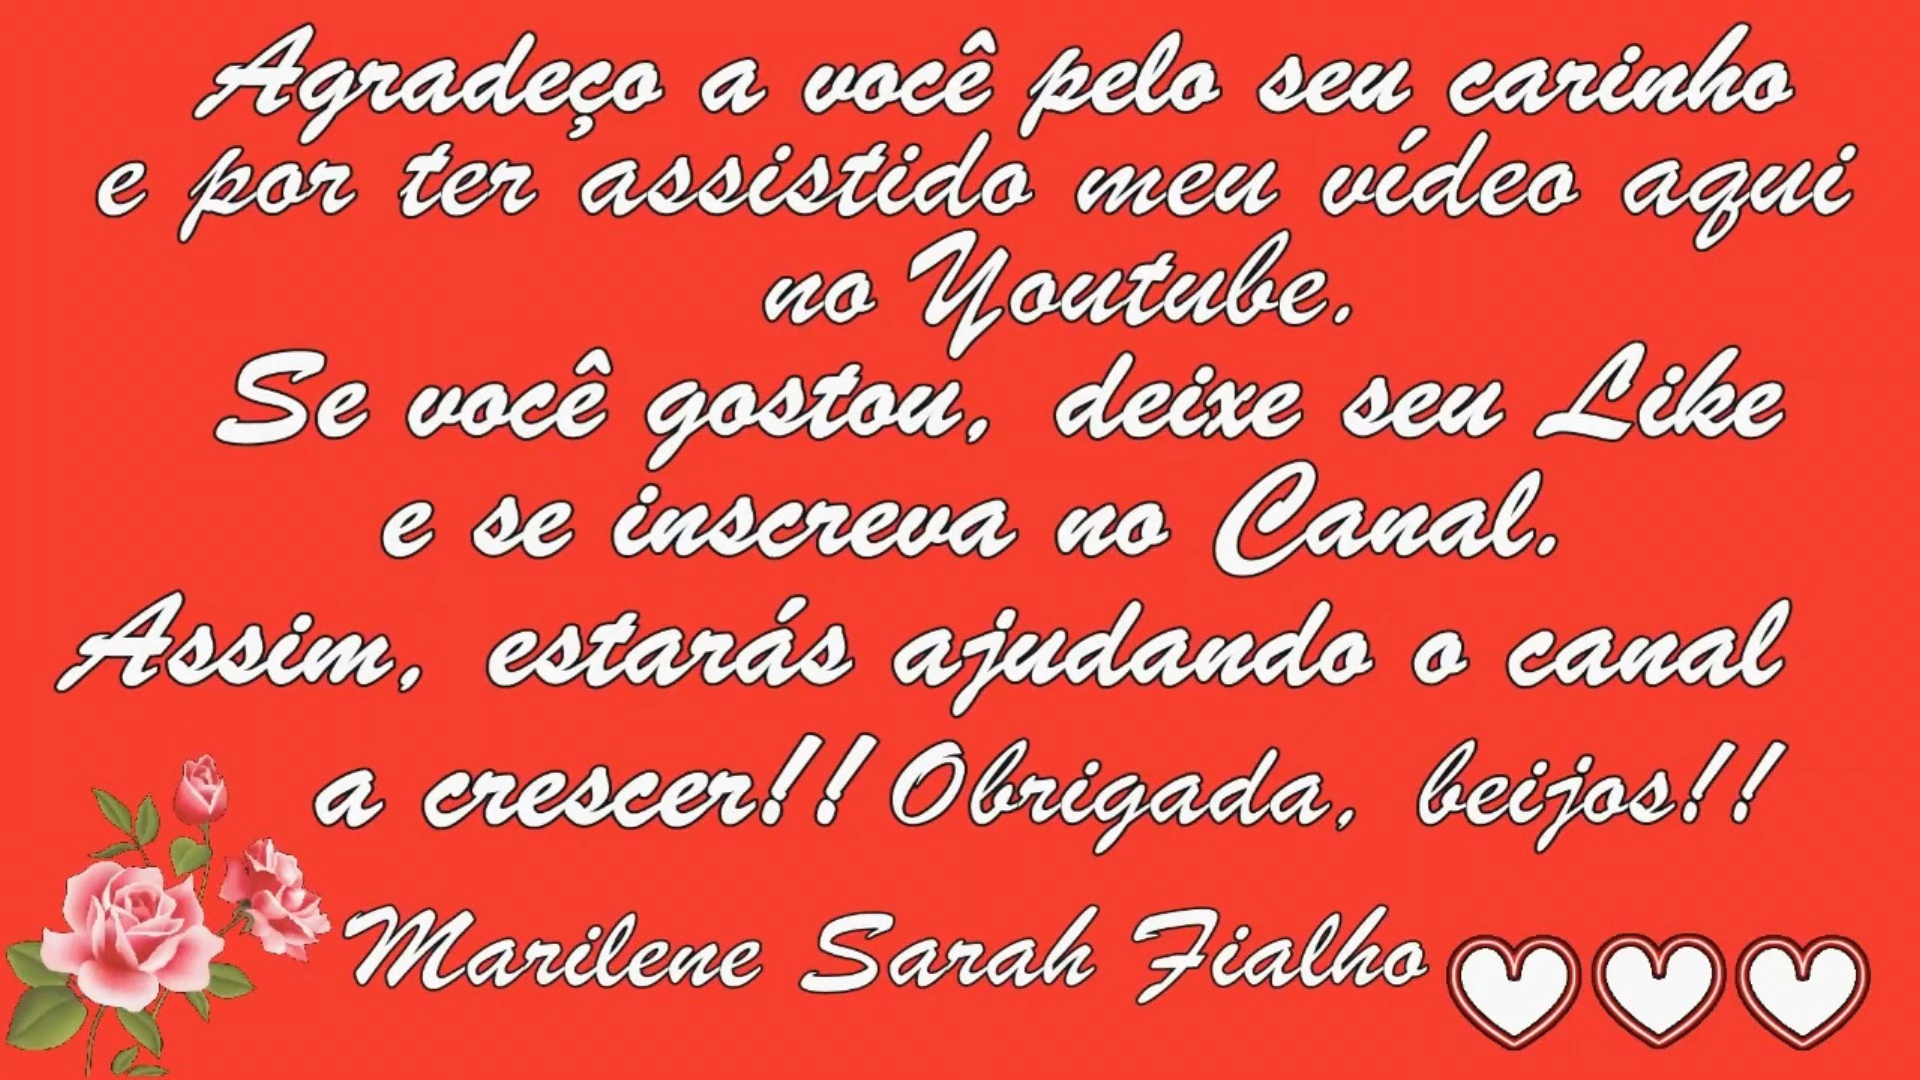 Agradeço a você pelo seu carinho
e por ter assistido meu vídeo aqui
no Youtube.
Se você gostou, deixe seu Like
e se inscreva no Canal.
Assim, estarás ajudando o canal
a crescer!! Obrigada, beijos!!
Marilene Sarah Fialho